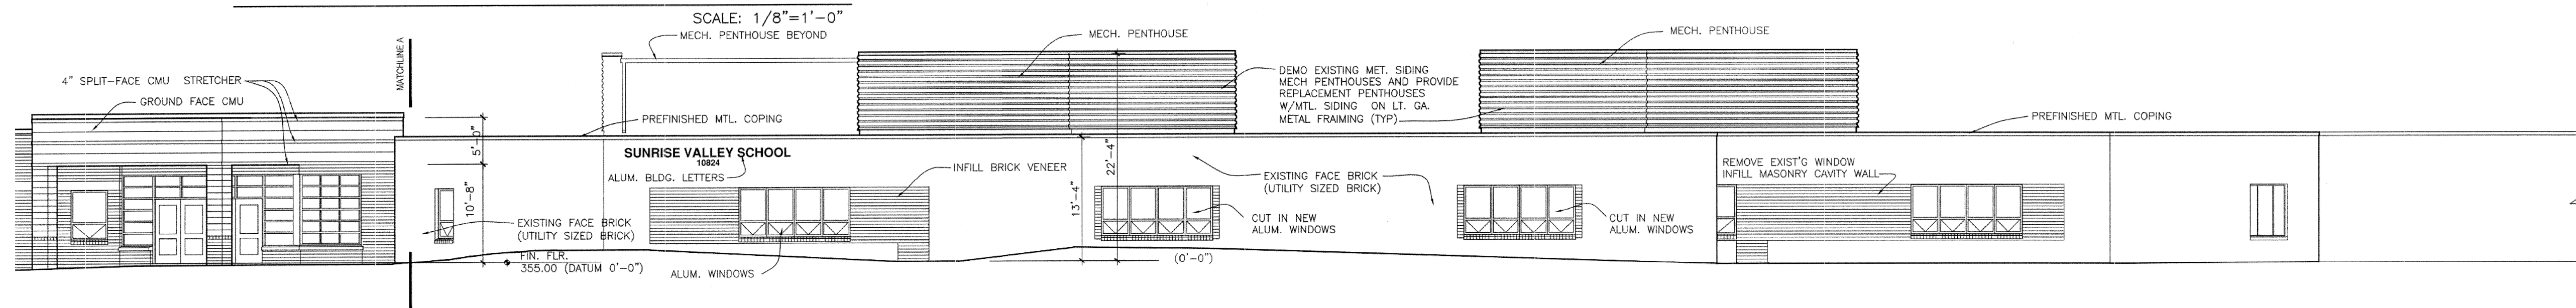 SCALE: 1/8"=1'-0"
MATCHLINE A
MECH. PENTHOUSE BEYOND
MECH. PENTHOUSE
MECH. PENTHOUSE
4" SPLIT-FACE CMU STRETCHER
GROUND FACE CMU
DEMO EXISTING MET. SIDING
MECH PENTHOUSES AND PROVIDE
REPLACEMENT PENTHOUSES
W/MTL. SIDING ON LT. GA.
METAL FRAIMING (TYP)
PREFINISHED MTL. COPING
PREFINISHED MTL. COPING
5'-0"
10'-8"
SUNRISE VALLEY SCHOOL
10824
ALUM. BLDG. LETTERS
INFILL BRICK VENEER
13'-4"
22'-4"
EXISTING FACE BRICK
(UTILITY SIZED BRICK)
REMOVE EXIST'G WINDOW
INFILL MASONRY CAVITY WALL
EXISTING FACE BRICK
(UTILITY SIZED BRICK)
CUT IN NEW
ALUM. WINDOWS
CUT IN NEW
ALUM. WINDOWS
FIN. FLR.
355.00 (DATUM 0'-0")
ALUM. WINDOWS
(0'-0")